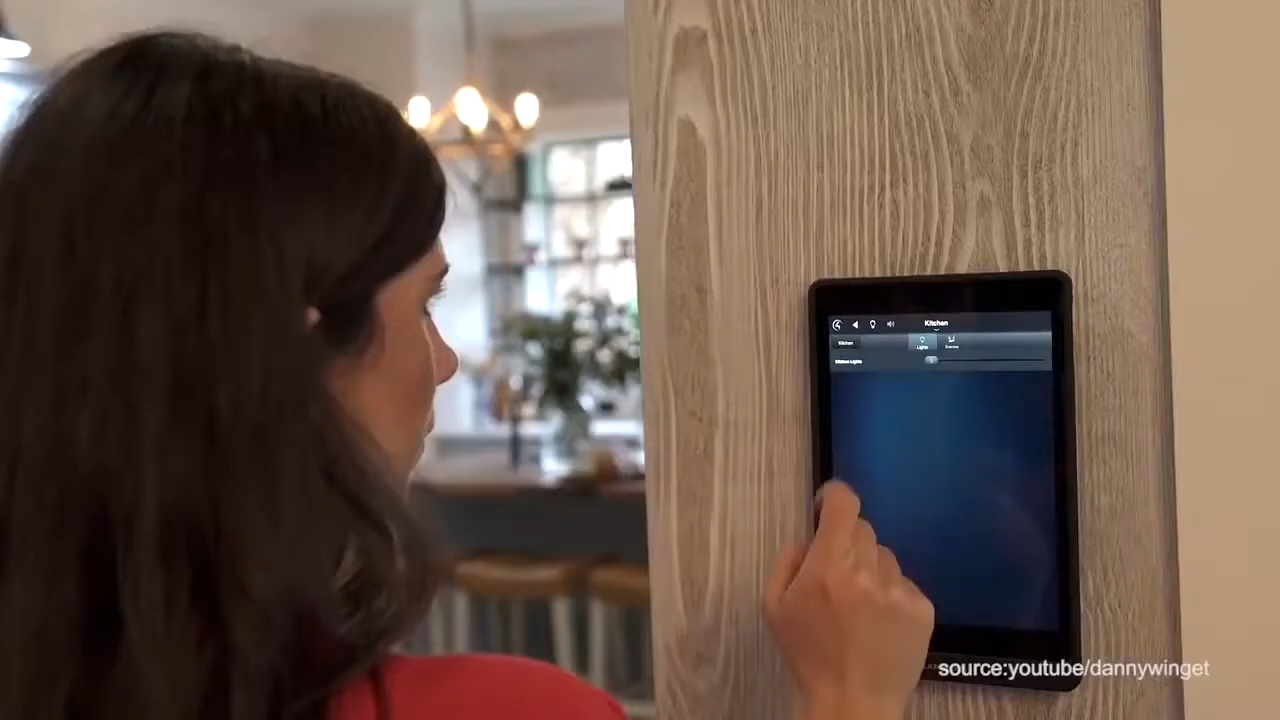 Kitchen
Kitchen
Lights
Scenes
Kitchen Lights
source:youtube/dannywinget